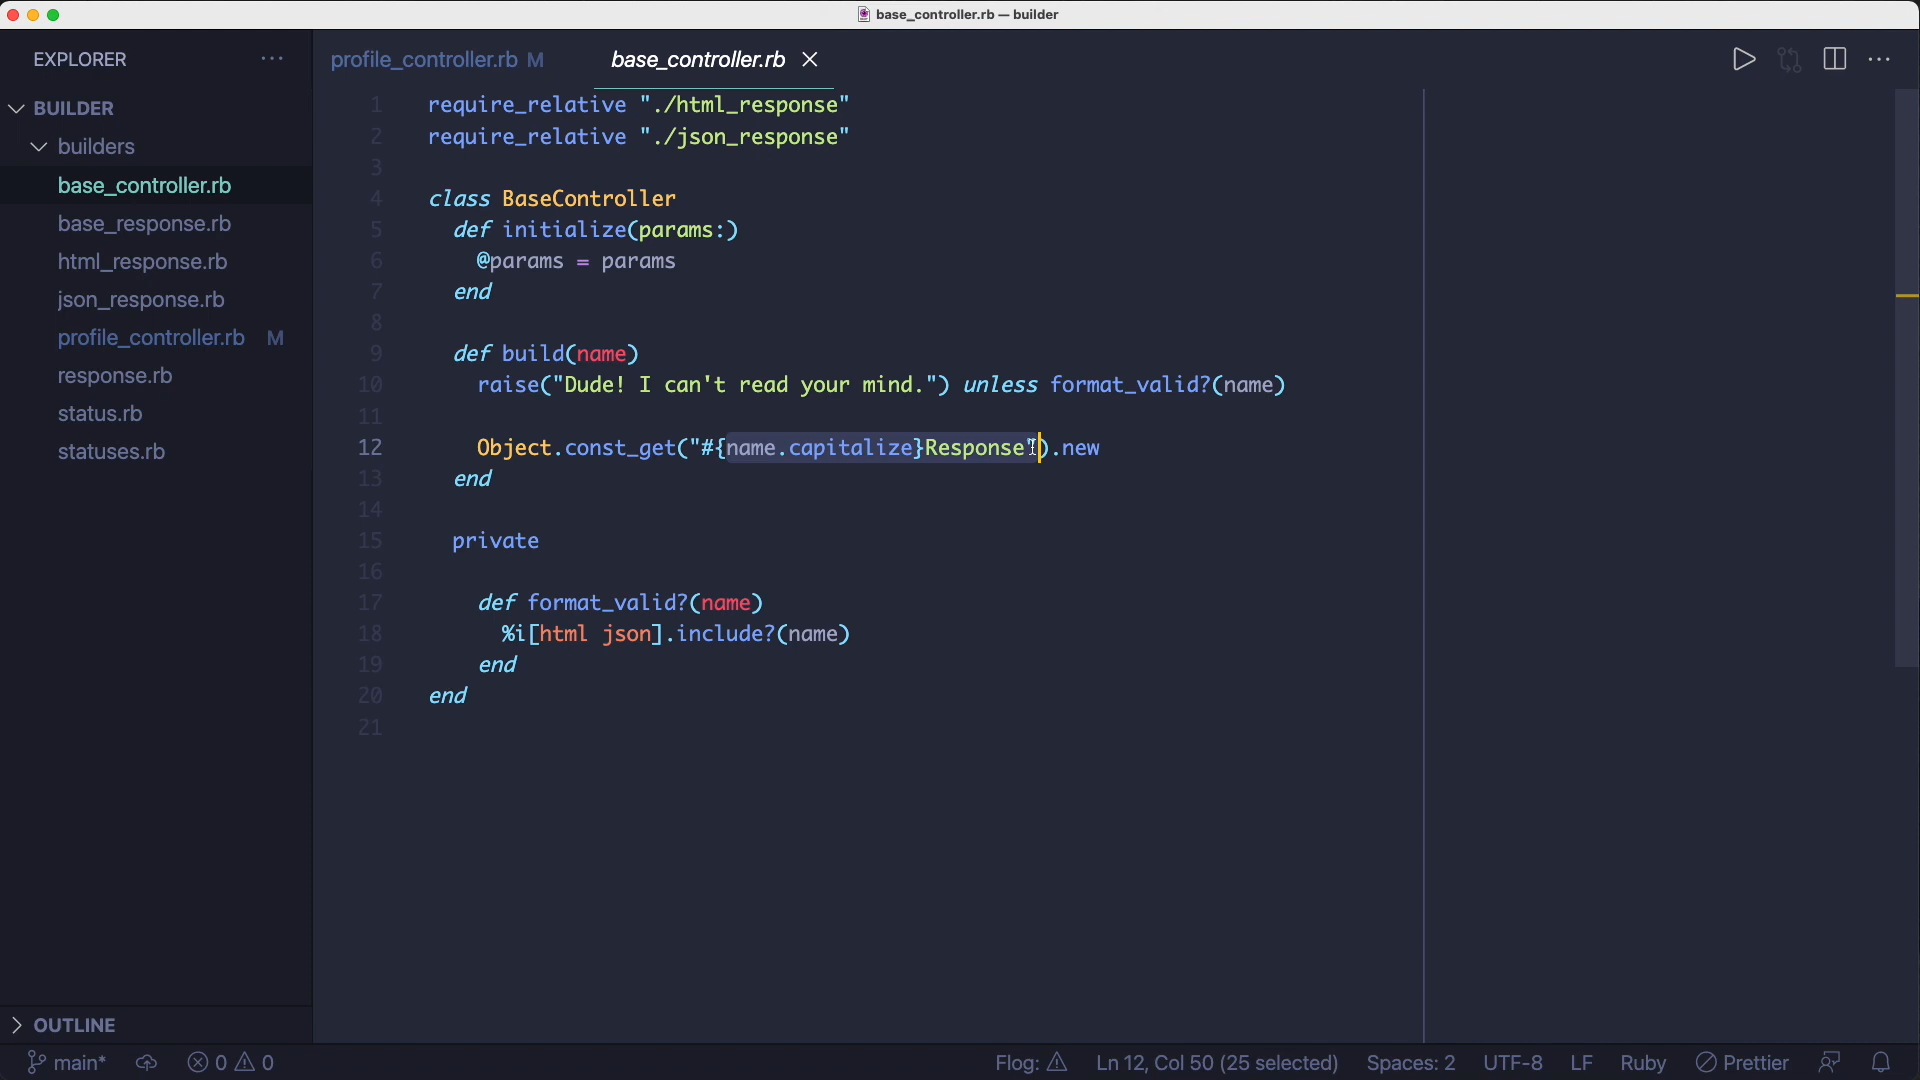 base_controller.rb — builder
EXPLORER ···
profile_controller.rb M
base_controller.rb
···
BUILDER
builders
base_controller.rb
base_response.rb
html_response.rb
json_response.rb
profile_controller.rb M
response.rb
status.rb
statuses.rb
1 require_relative "./html_response"
2 require_relative "./json_response"
3
4 class BaseController
5 def initialize(params:)
6 @params = params
7 end
8
9 def build(name)
10 raise("Dude! I can't read your mind.") unless format_valid?(name)
11
12 Object.const_get("#{name.capitalize}Response").new
13 end
14
15 private
16
17 def format_valid?(name)
18 %i[html json].include?(name)
19 end
20 end
21
OUTLINE
main* 0 0 Flog: Ln 12, Col 50 (25 selected) Spaces: 2 UTF-8 LF Ruby Prettier